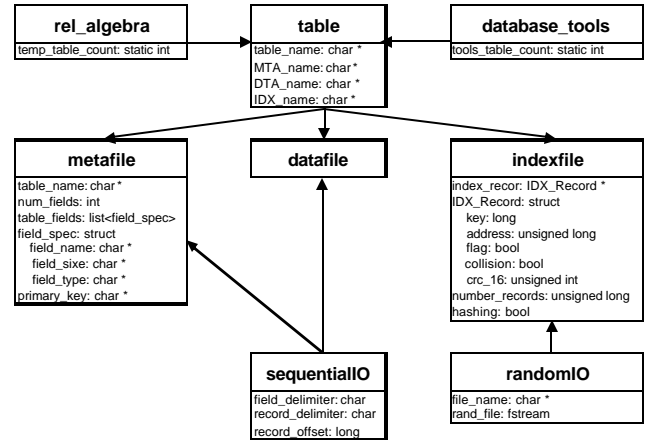 rel_algebra
temp_table_count: static int
table
table_name: char *
MTA_name: char *
DTA_name: char *
IDX_name: char *
database_tools
tools_table_count: static int
metafile
table_name: char *
num_fields: int
table_fields: list<field_spec>
field_spec: struct
field_name: char *
field_sixe: char *
field_type: char *
primary_key: char *
datafile
indexfile
index_recor: IDX_Record *
IDX_Record: struct
key: long
address: unsigned long
flag: bool
collision: bool
crc_16: unsigned int
number_records: unsigned long
hashing: bool
sequentialIO
field_delimiter: char
record_delimiter: char
record_offset: long
randomIO
file_name: char *
rand_file: fstream